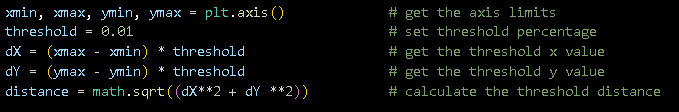 xmin, xmax, ymin, ymax = plt.axis() # get the axis limits
threshold = 0.01 # set threshold percentage
dX = (xmax - xmin) * threshold # get the threshold x value
dY = (ymax - ymin) * threshold # get the threshold y value
distance = math.sqrt((dX**2 + dY **2)) # calculate the threshold distance